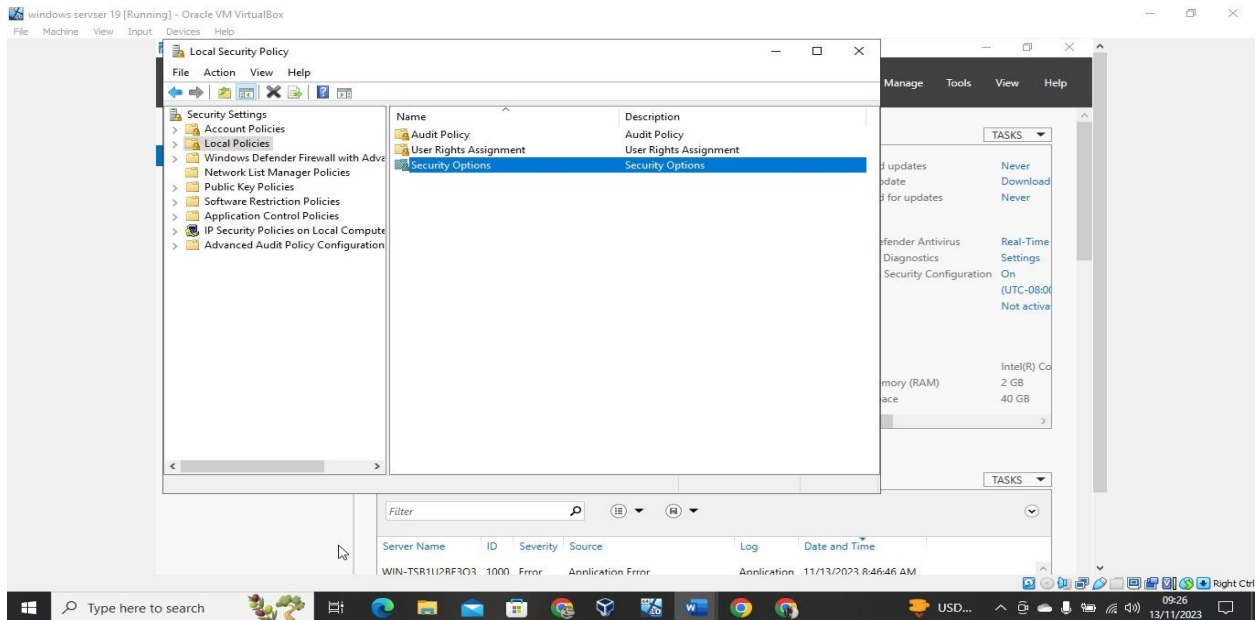 windows servser 19 [Running] - Oracle VM VirtualBox
File Machine View Input Devices Help
Local Security Policy
File Action View Help
Manage Tools View Help
Security Settings
Account Policies
Local Policies
Windows Defender Firewall with Adva
Network List Manager Policies
Public Key Policies
Software Restriction Policies
Application Control Policies
IP Security Policies on Local Compute
Advanced Audit Policy Configuration
Name Description
Audit Policy Audit Policy
User Rights Assignment User Rights Assignment
Security Options Security Options
TASKS
d updates Never
pdate Download
d for updates Never
efender Antivirus Real-Time
Diagnostics Settings
Security Configuration On
(UTC-08:00
Not activa
Intel(R) Co
mory (RAM) 2 GB
ace 40 GB
TASKS
Filter
Server Name ID Severity Source Log Date and Time
WIN-TSB1U2BF3O3 1000 Error Application Error Application 11/13/2023 8:46:46 AM
Right Ctrl
Type here to search
USD...
09:26
13/11/2023